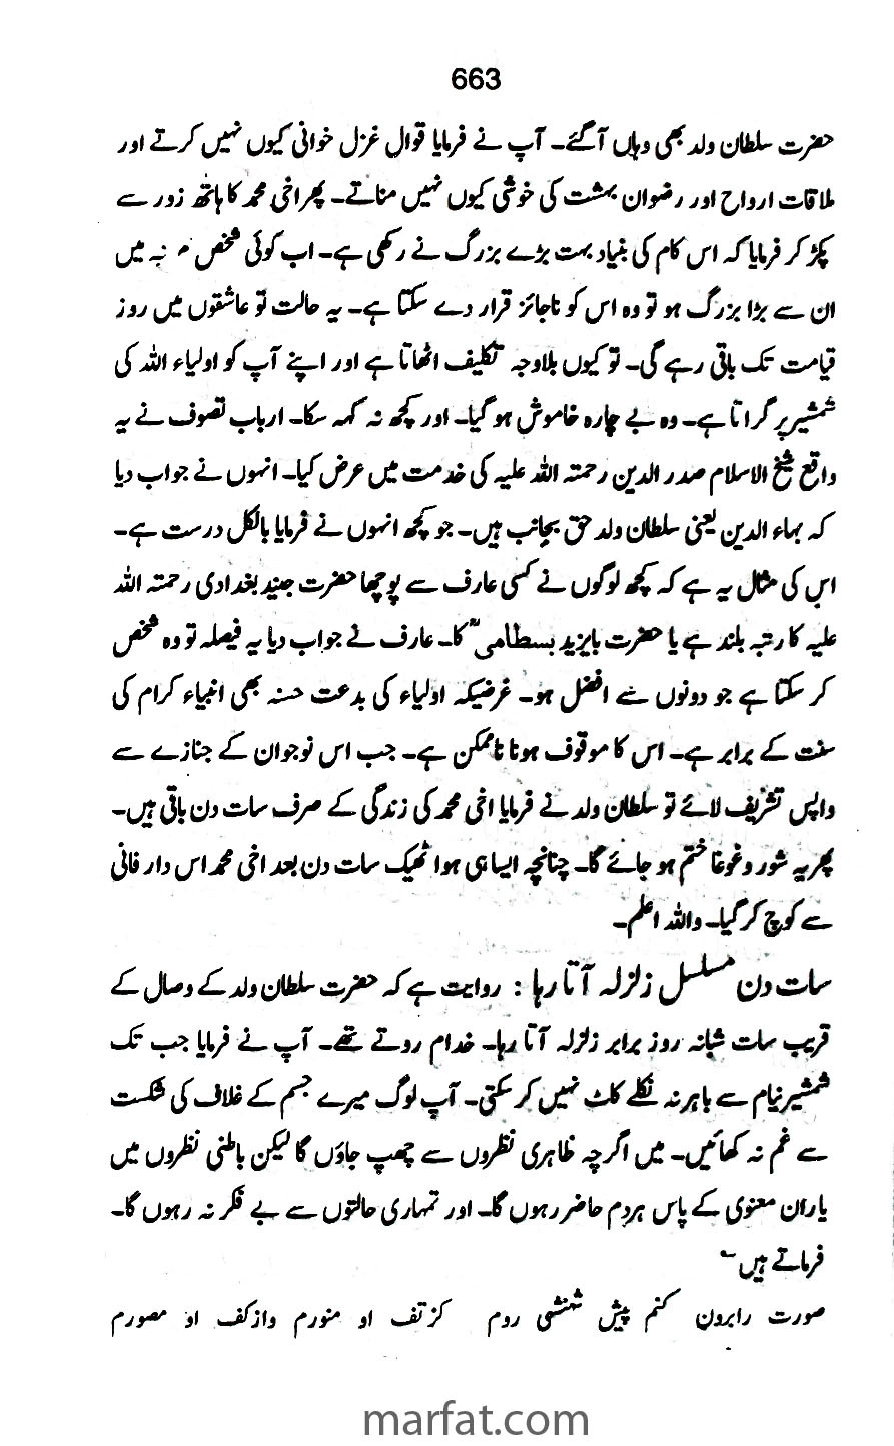 663
حضرت سلطان ولد بھی وہاں آگئے۔ آپ نے فرمایا قوال غزل خوانی کیوں نہیں کرتے اور
ملاقات ارواح اور رضوان بہشت کی خوشی کیوں نہیں مناتے۔ پھر اخی محمد کا ہاتھ زور سے
پکڑ کر فرمایا کہ اس کام کی بنیاد بہت بڑے بزرگ نے رکھی ہے۔ اب کوئی شخص میں
ان سے بڑا بزرگ ہو تو وہ اس کو ناجائز قرار دے سکتا ہے۔ یہ حالت تو عاشقوں میں روز
قیامت تک باقی رہے گی۔ تو کیوں بلاوجہ تکلیف اٹھاتا ہے اور اپنے آپ کو اولیاء اللہ کی
شمشیر پر گراتا ہے۔ وہ بے چارہ خاموش ہوگیا۔ اور کچھ نہ کہہ سکا۔ ارباب تصوف نے یہ
واقع شیخ الاسلام صدر الدین رحمتہ اللہ علیہ کی خدمت میں عرض کیا۔ انہوں نے جواب دیا
کہ بہاء الدین یعنی سلطان ولد حق بجانب ہیں۔ جو کچھ انہوں نے فرمایا بالکل درست ہے۔
اس کی مثال یہ ہے کہ کچھ لوگوں نے کسی عارف سے پوچھا حضرت جنید بغدادی رحمتہ اللہ
علیہ کا رتبہ بلند ہے یا حضرت بایزید بسطامیؒ کا۔ عارف نے جواب دیا یہ فیصلہ تو وہ شخص
کر سکتا ہے جو دونوں سے افضل ہو۔ غرضیکہ اولیاء کی بدعت حسنہ بھی انبیاء کرام کی
سنت کے برابر ہے۔ اس کا موقوف ہونا ناممکن ہے۔ جب اس نوجوان کے جنازے سے
واپس تشریف لائے تو سلطان ولد نے فرمایا اخی محمد کی زندگی کے صرف سات دن باقی ہیں۔
پھر یہ شور و غوغا ختم ہو جائے گا۔ چنانچہ ایسا ہی ہوا ٹھیک سات دن بعد اخی محمد اس دار فانی
سے کوچ کر گیا۔ واللہ اعلم۔
سات دن مسلسل زلزلہ آتا رہا : روایت ہے کہ حضرت سلطان ولد کے وصال کے
قریب سات شبانہ روز برابر زلزلہ آتا رہا۔ خدام روتے تھے۔ آپ نے فرمایا جب تک
شمشیر نیام سے باہر نہ نکلے کاٹ نہیں کر سکتی۔ آپ لوگ میرے جسم کے غلاف کی شکست
سے غم نہ کھائیں۔ میں اگرچہ ظاہری نظروں سے چھپ جاؤں گا لیکن باطنی نظروں میں
یاران معنوی کے پاس ہردم حاضر رہوں گا۔ اور تمہاری حالتوں سے بے فکر نہ رہوں گا۔
فرماتے ہیں ؎
صورت رابرون کنم پیش شہنشہی روم کز تف او منورم وازکف او مصورم
marfat.com